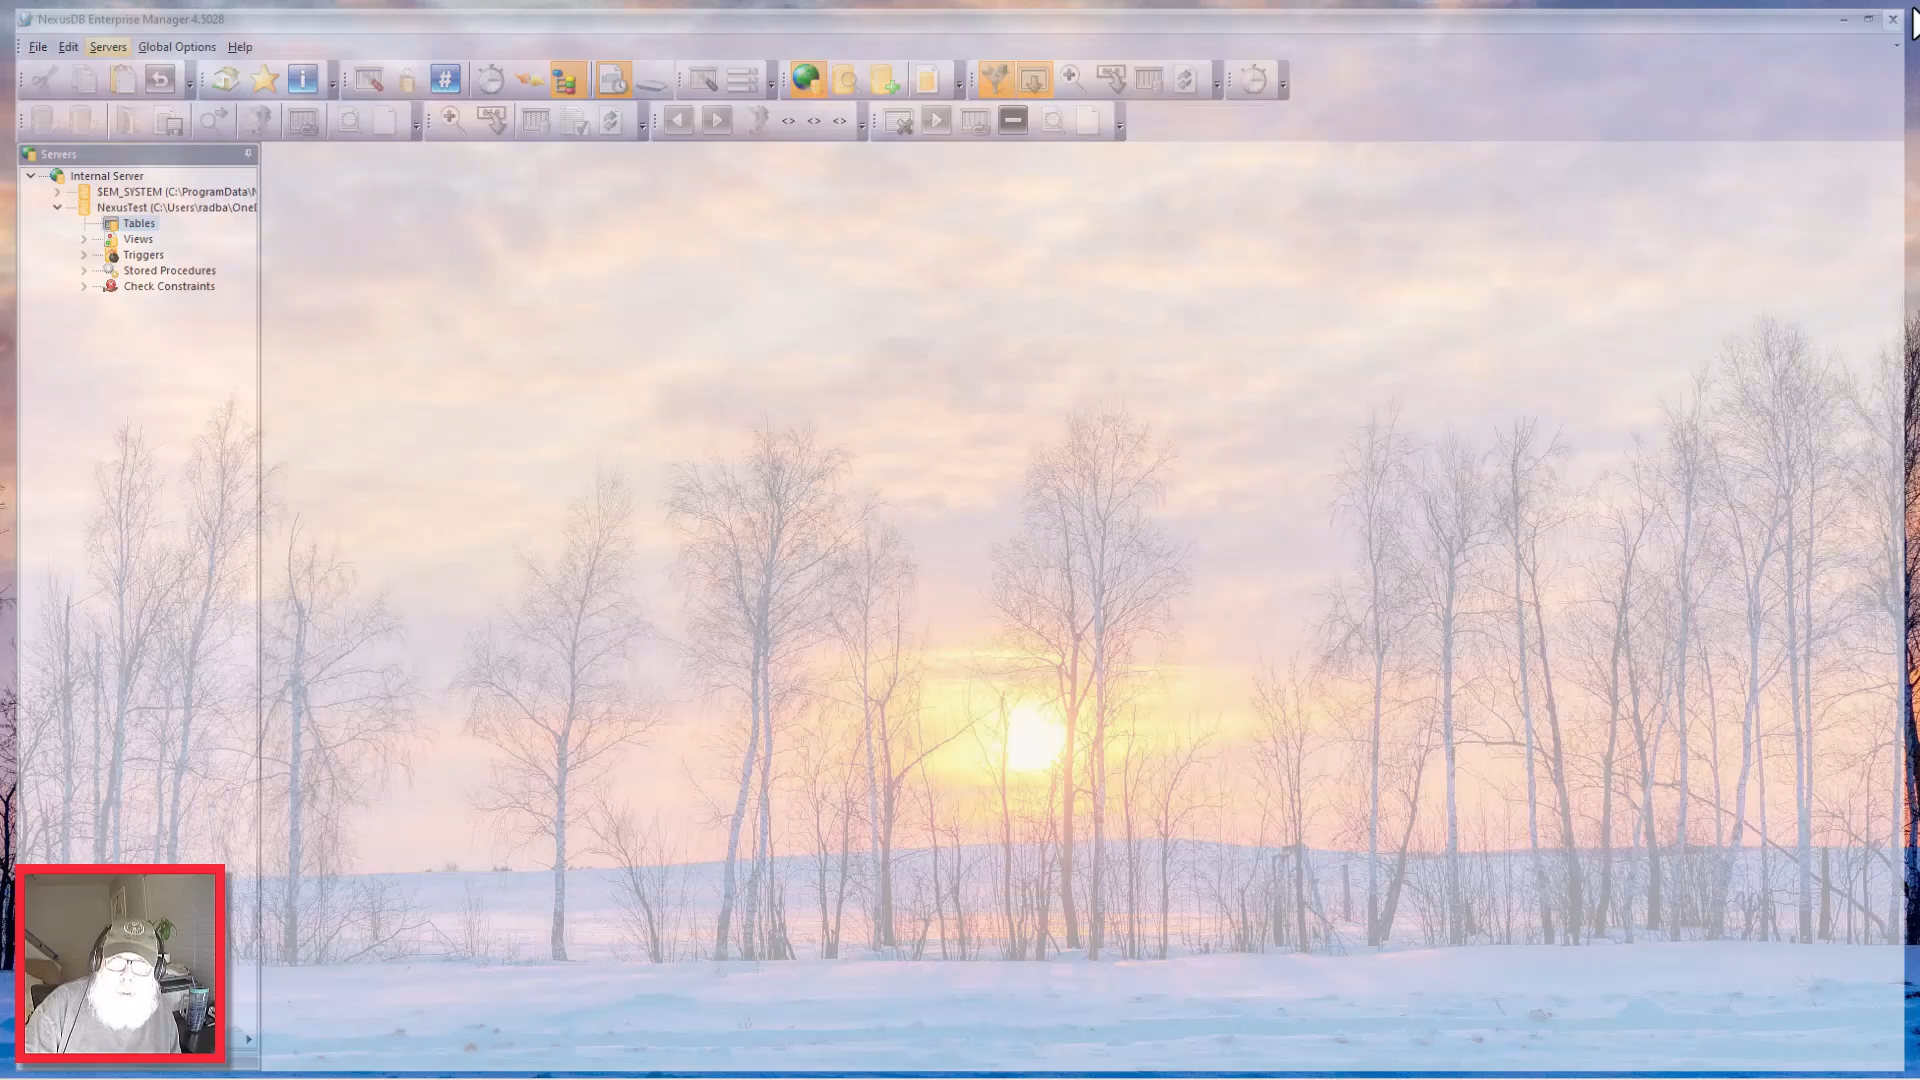 NexusDB Enterprise Manager 4.5028
File Edit Servers Global Options Help
Servers
Internal Server
$EM_SYSTEM (C:\ProgramData\
NexusTest (C:\Users\radba\One
Tables
Views
Triggers
Stored Procedures
Check Constraints